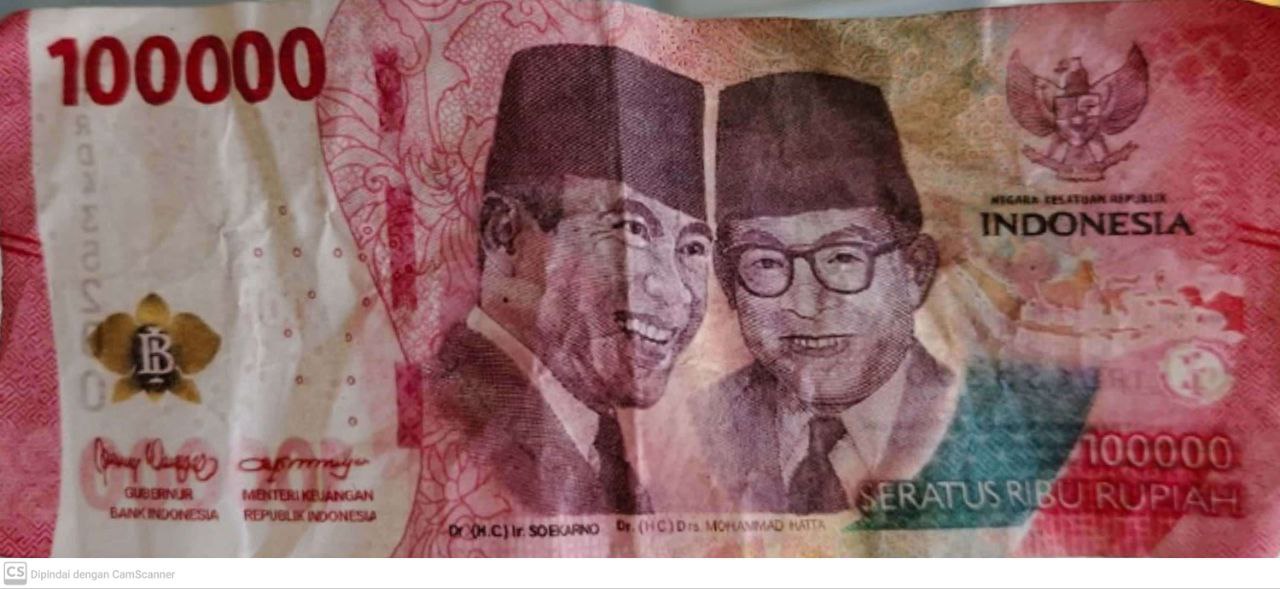 100000
NEGARA KESATUAN REPUBLIK
INDONESIA
GUBERNUR
BANK INDONESIA
MENTERI KEUANGAN
REPUBLIK INDONESIA
Dr. (H.C.) Ir. SOEKARNO
Dr. (H.C.) Drs. MOHAMMAD HATTA
100000
SERATUS RIBU RUPIAH
CS Dipindai dengan CamScanner